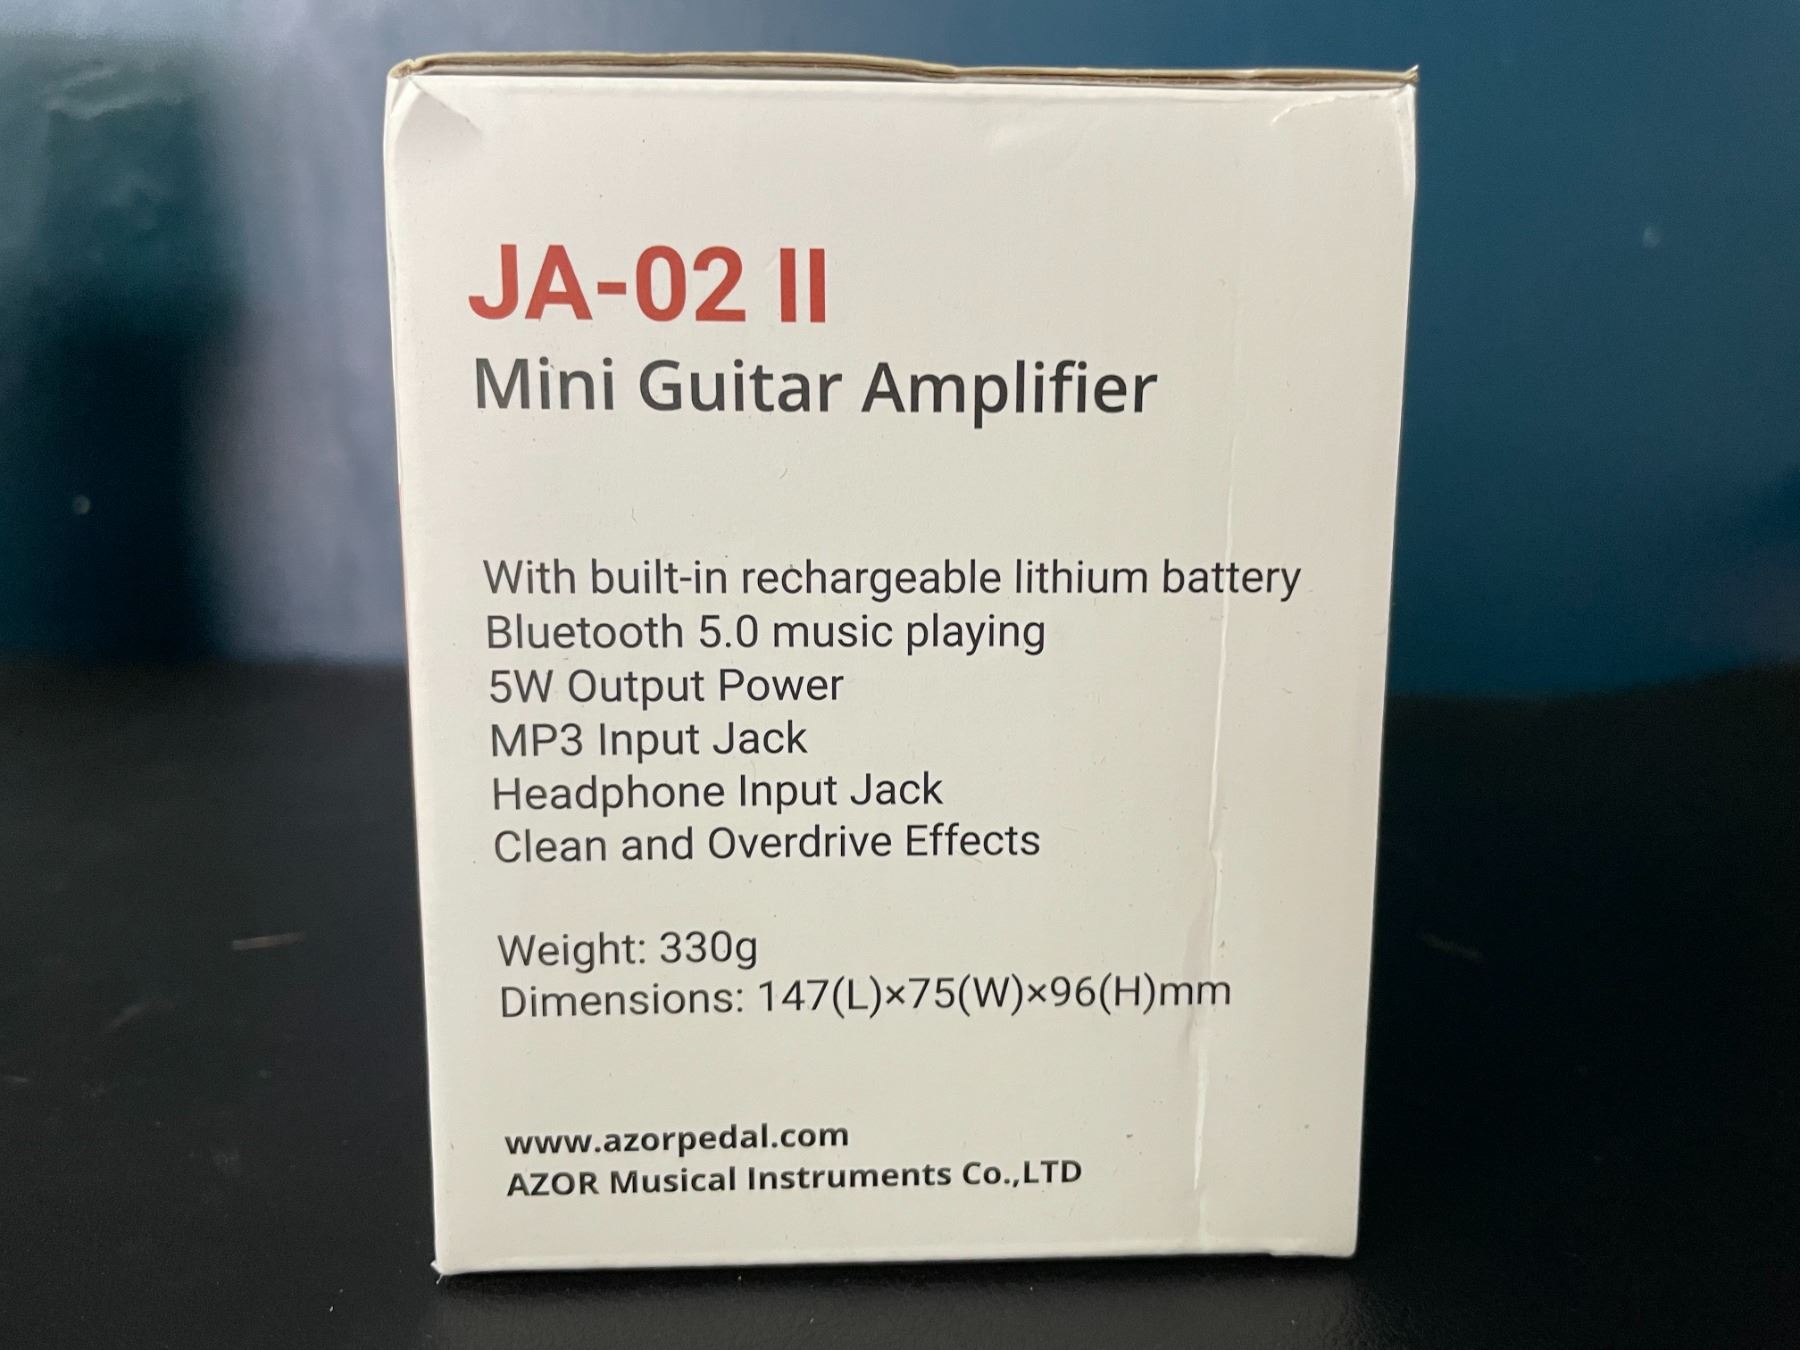 JA-02 II
Mini Guitar Amplifier
With built-in rechargeable lithium battery
Bluetooth 5.0 music playing
5W Output Power
MP3 Input Jack
Headphone Input Jack
Clean and Overdrive Effects
Weight: 330g
Dimensions: 147(L)×75(W)×96(H)mm
www.azorpedal.com
AZOR Musical Instruments Co.,LTD